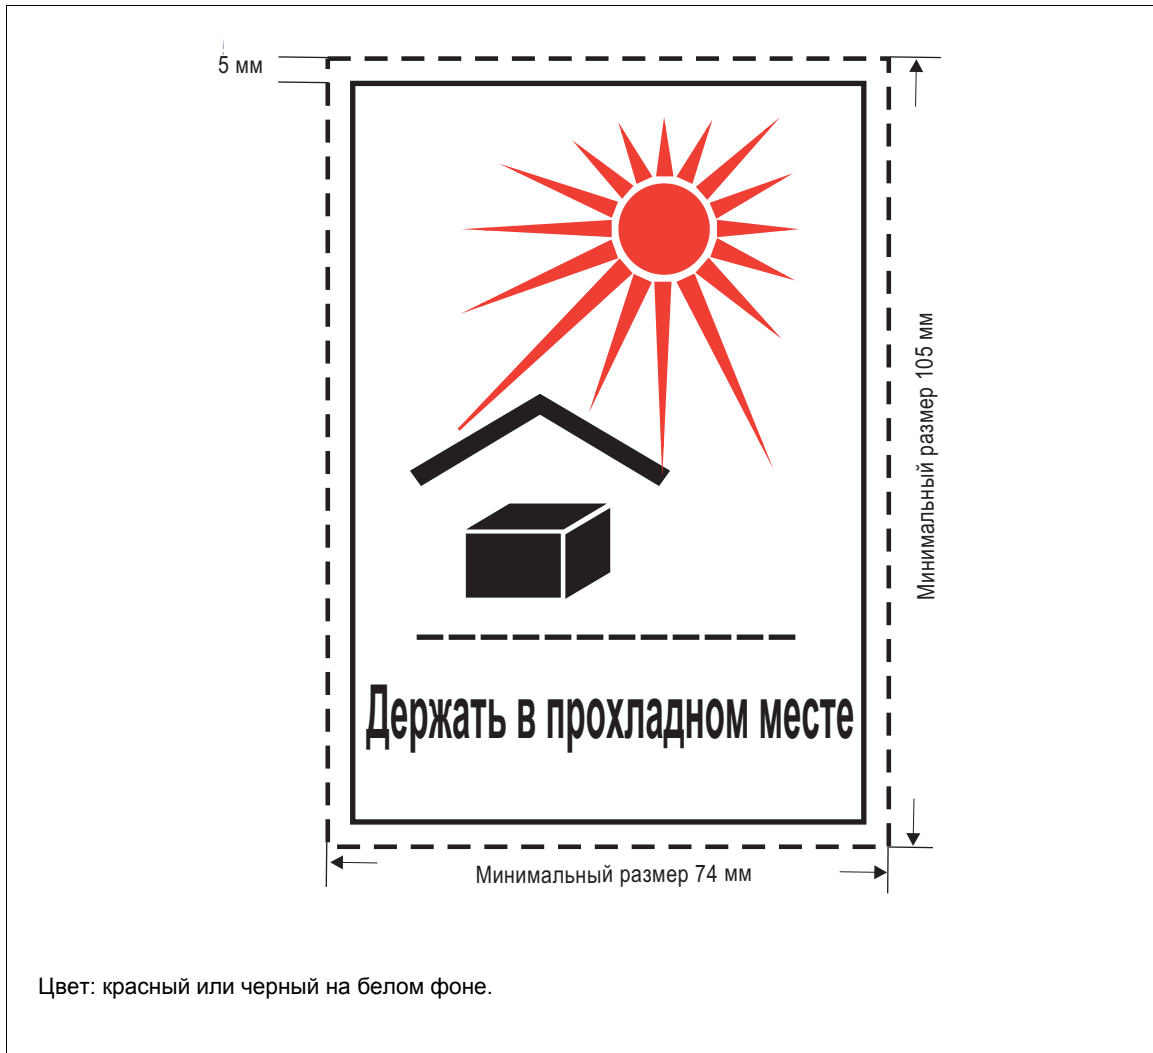 5 мм
Минимальный размер 105 мм
Держать в прохладном месте
Минимальный размер 74 мм
Цвет: красный или черный на белом фоне.